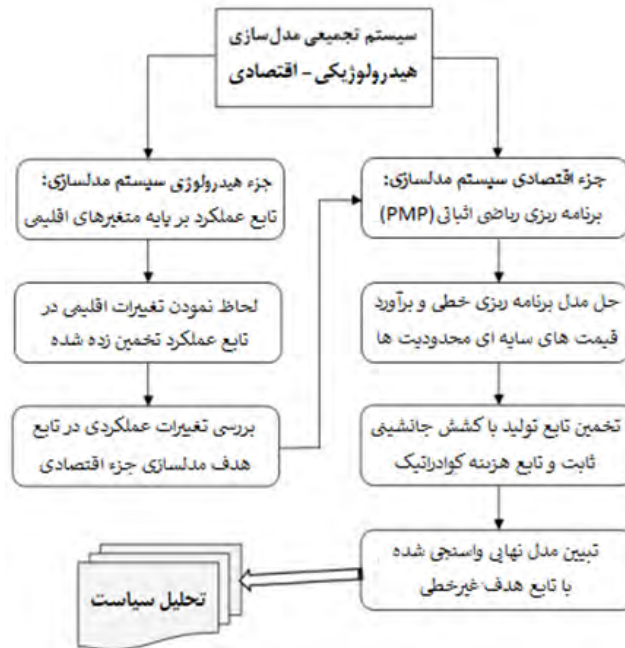 سیستم تجمیعی مدل‌سازی
هیدرولوژیکی - اقتصادی
جزء هیدرولوژی سیستم مدلسازی:
تابع عملکرد بر پایه متغیرهای اقلیمی
لحاظ نمودن تغییرات اقلیمی در
تابع عملکرد تخمین زده شده
بررسی تغییرات عملکردی در تابع
هدف مدلسازی جزء اقتصادی
جزء اقتصادی سیستم مدلسازی:
برنامه ریزی ریاضی اثباتی (PMP)
حل مدل برنامه ریزی خطی و برآورد
قیمت های سایه ای محدودیت ها
تخمین تابع تولید با کشش جانشینی
ثابت و تابع هزینه کوادراتیک
تبیین مدل نهایی واسنجی شده
با تابع هدف غیرخطی
تحلیل سیاست